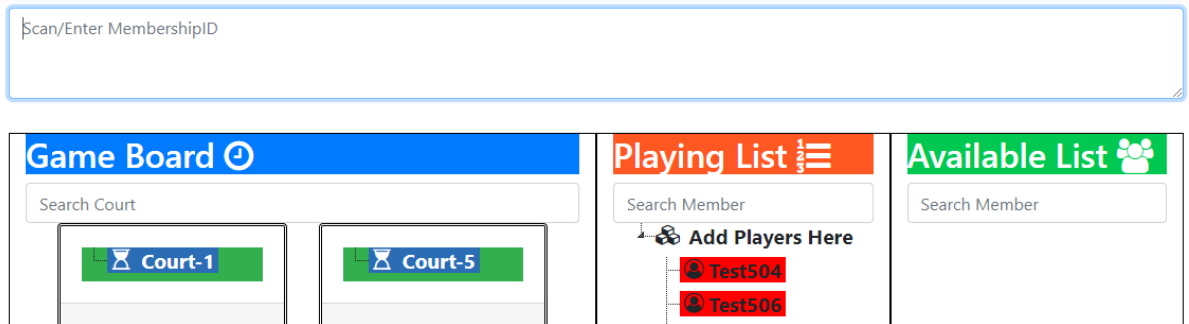 Scan/Enter MembershipID
Game Board
Search Court
Court-1
Court-5
Playing List
Search Member
Add Players Here
Test504
Test506
Available List
Search Member